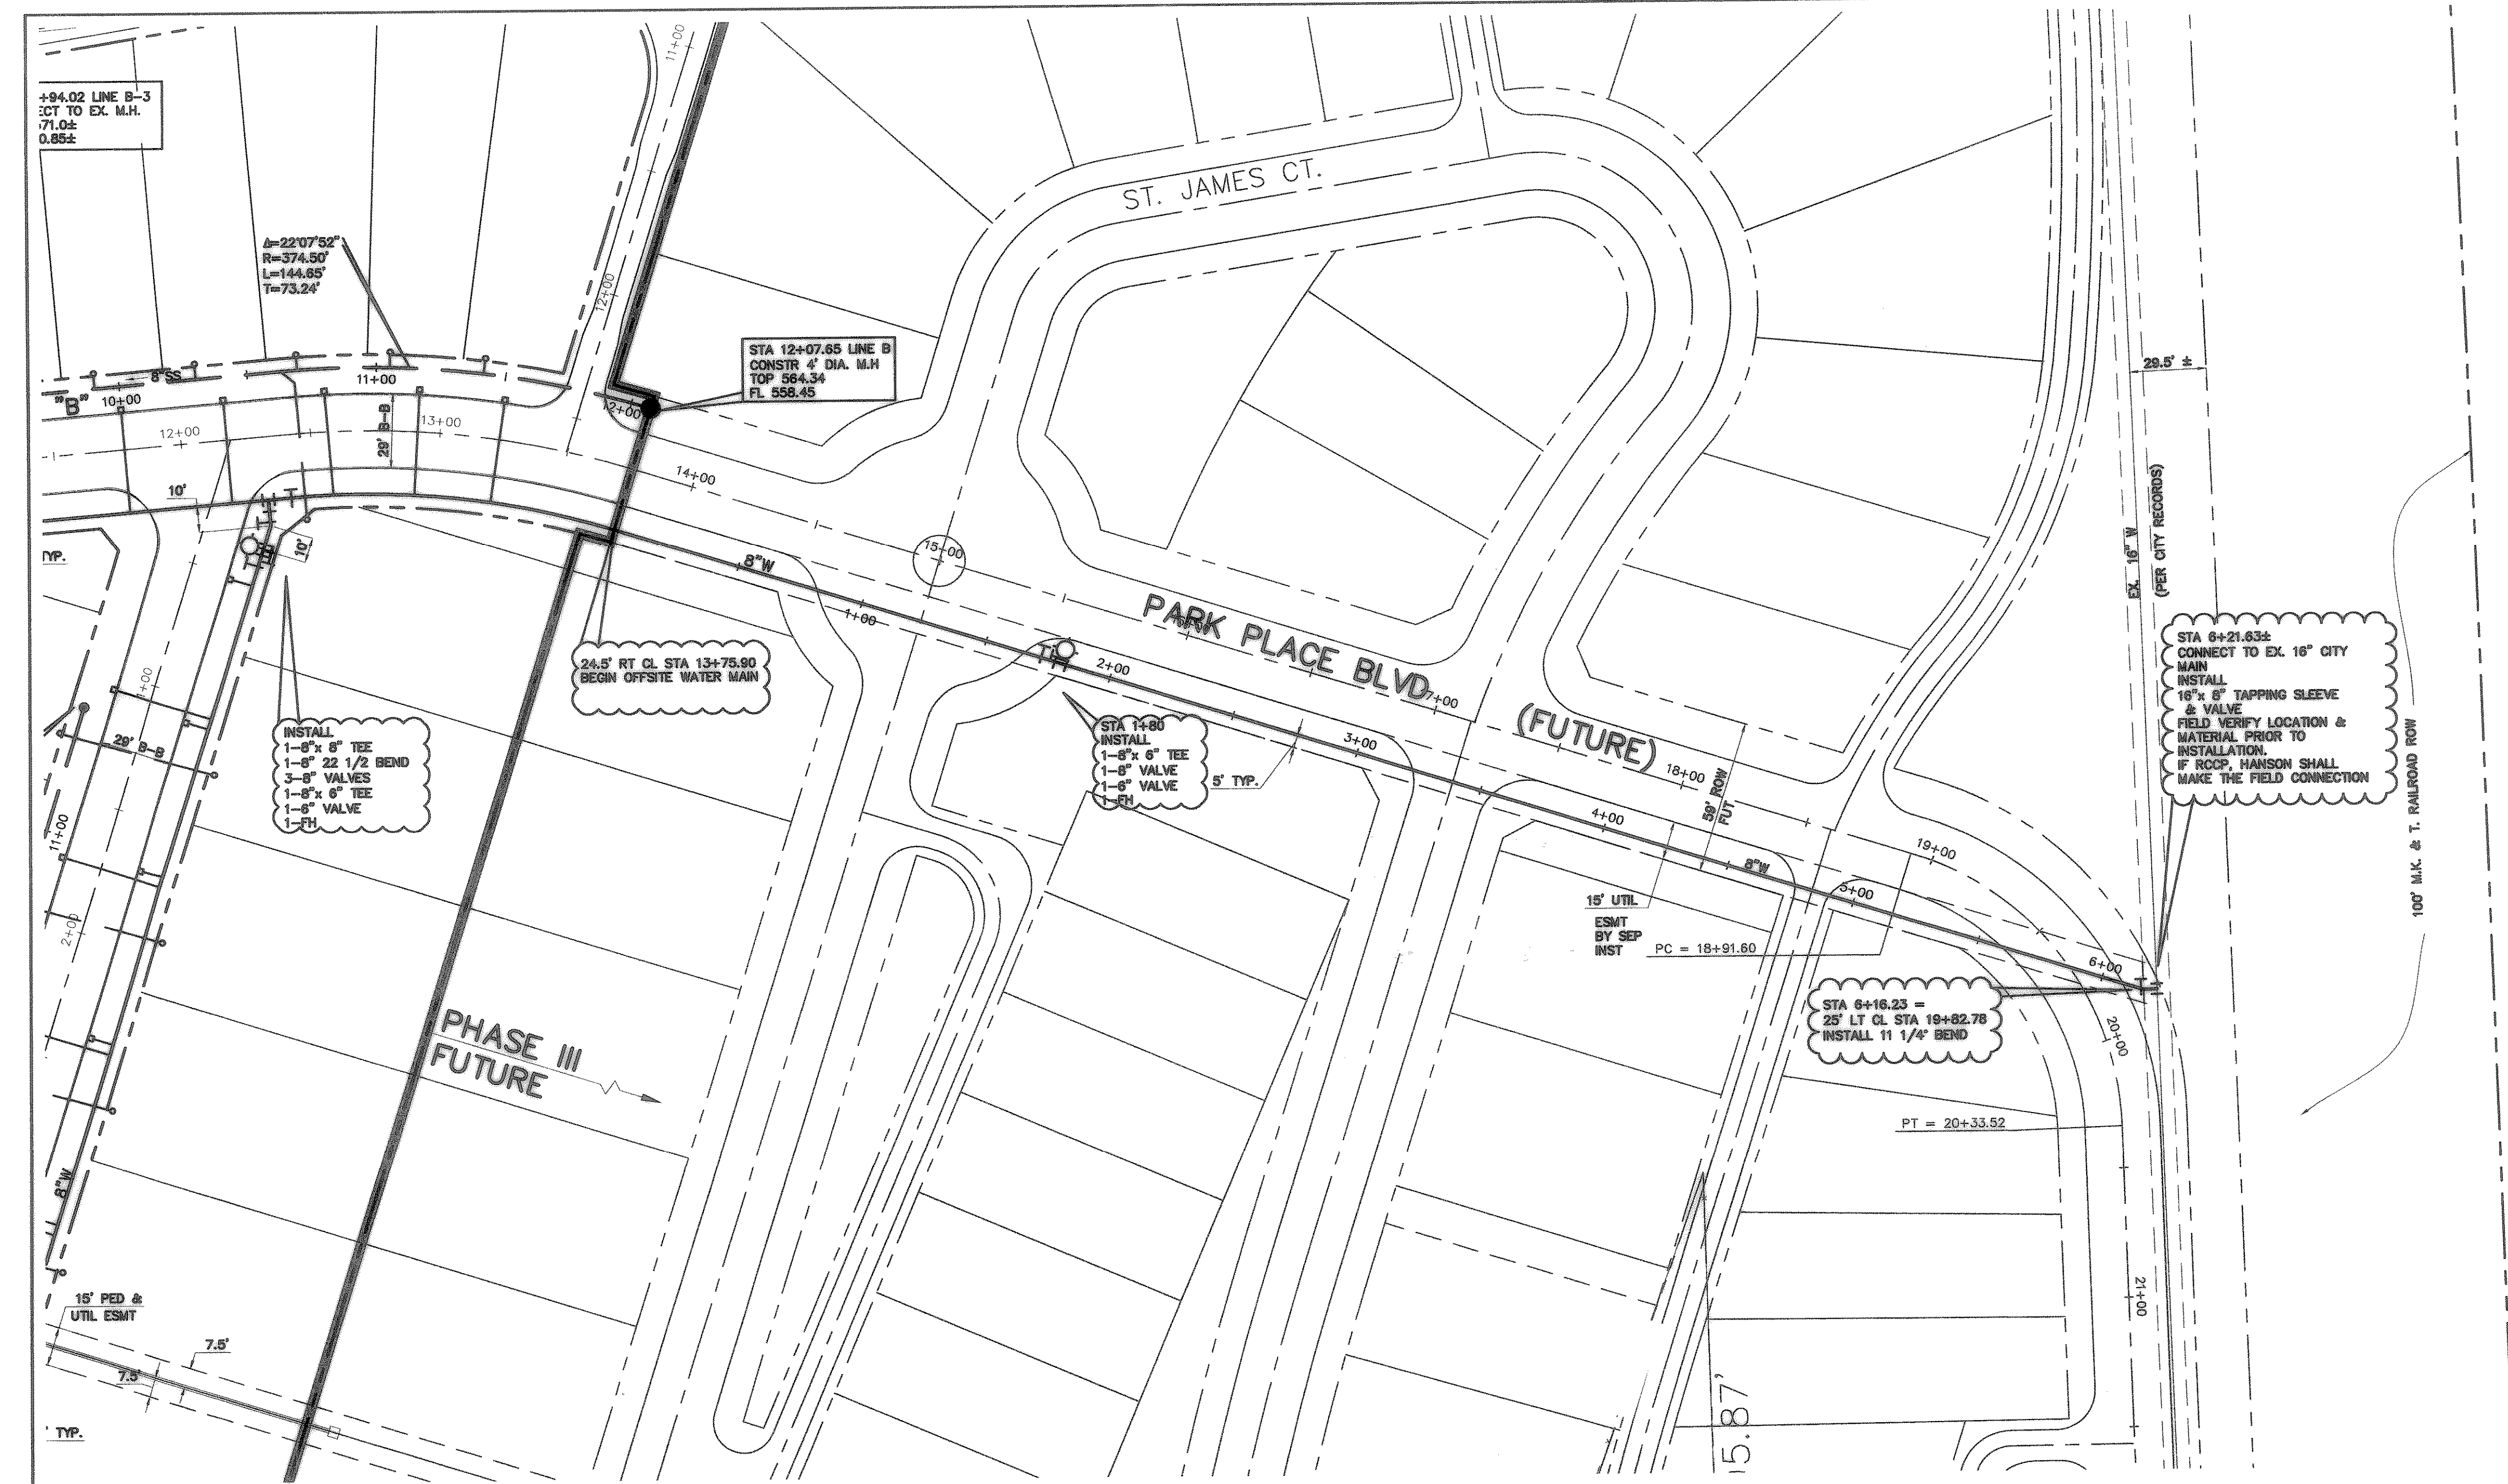 +94.02 LINE B-3
ECT TO EX. M.H.
71.0±
0.85±
11+00
ST. JAMES CT.
Δ=22°07'52"
R=374.50'
L=144.65'
T=73.24'
12+00
STA 12+07.65 LINE B
CONSTR 4' DIA. M.H
TOP 564.34
FL 558.45
29.5' ±
8"SS
11+00
"B"
10+00
12+00
12+00
13+00
29' B-B
14+00
10'
10'
15+00
TYP.
EX. 16" W
(PER CITY RECORDS)
8"W
1+00
PARK PLACE BLVD
17+00
(FUTURE)
18+00
24.5' RT CL STA 13+75.90
BEGIN OFFSITE WATER MAIN
2+00
STA 6+21.63±
CONNECT TO EX. 16" CITY
MAIN
INSTALL
16"x 8" TAPPING SLEEVE
& VALVE
FIELD VERIFY LOCATION &
MATERIAL PRIOR TO
INSTALLATION.
IF RCCP, HANSON SHALL
MAKE THE FIELD CONNECTION
1+00
INSTALL
1-8"x 8" TEE
1-8" 22 1/2 BEND
3-8" VALVES
1-8"x 6" TEE
1-6" VALVE
1-FH
29' B-B
STA 1+80
INSTALL
1-8"x 6" TEE
1-8" VALVE
1-6" VALVE
1-FH
5' TYP.
3+00
4+00
59' ROW
FUT
19+00
100' M.K. & T. RAILROAD ROW
11+00
8"W
5+00
15' UTIL
ESMT
BY SEP
INST
PC = 18+91.60
2+00
6+00
STA 6+16.23 =
25' LT CL STA 19+82.78
INSTALL 11 1/4° BEND
20+00
PHASE III
FUTURE
PT = 20+33.52
8"W
15' PED &
UTIL ESMT
21+00
7.5'
7.5'
TYP.
5.87'